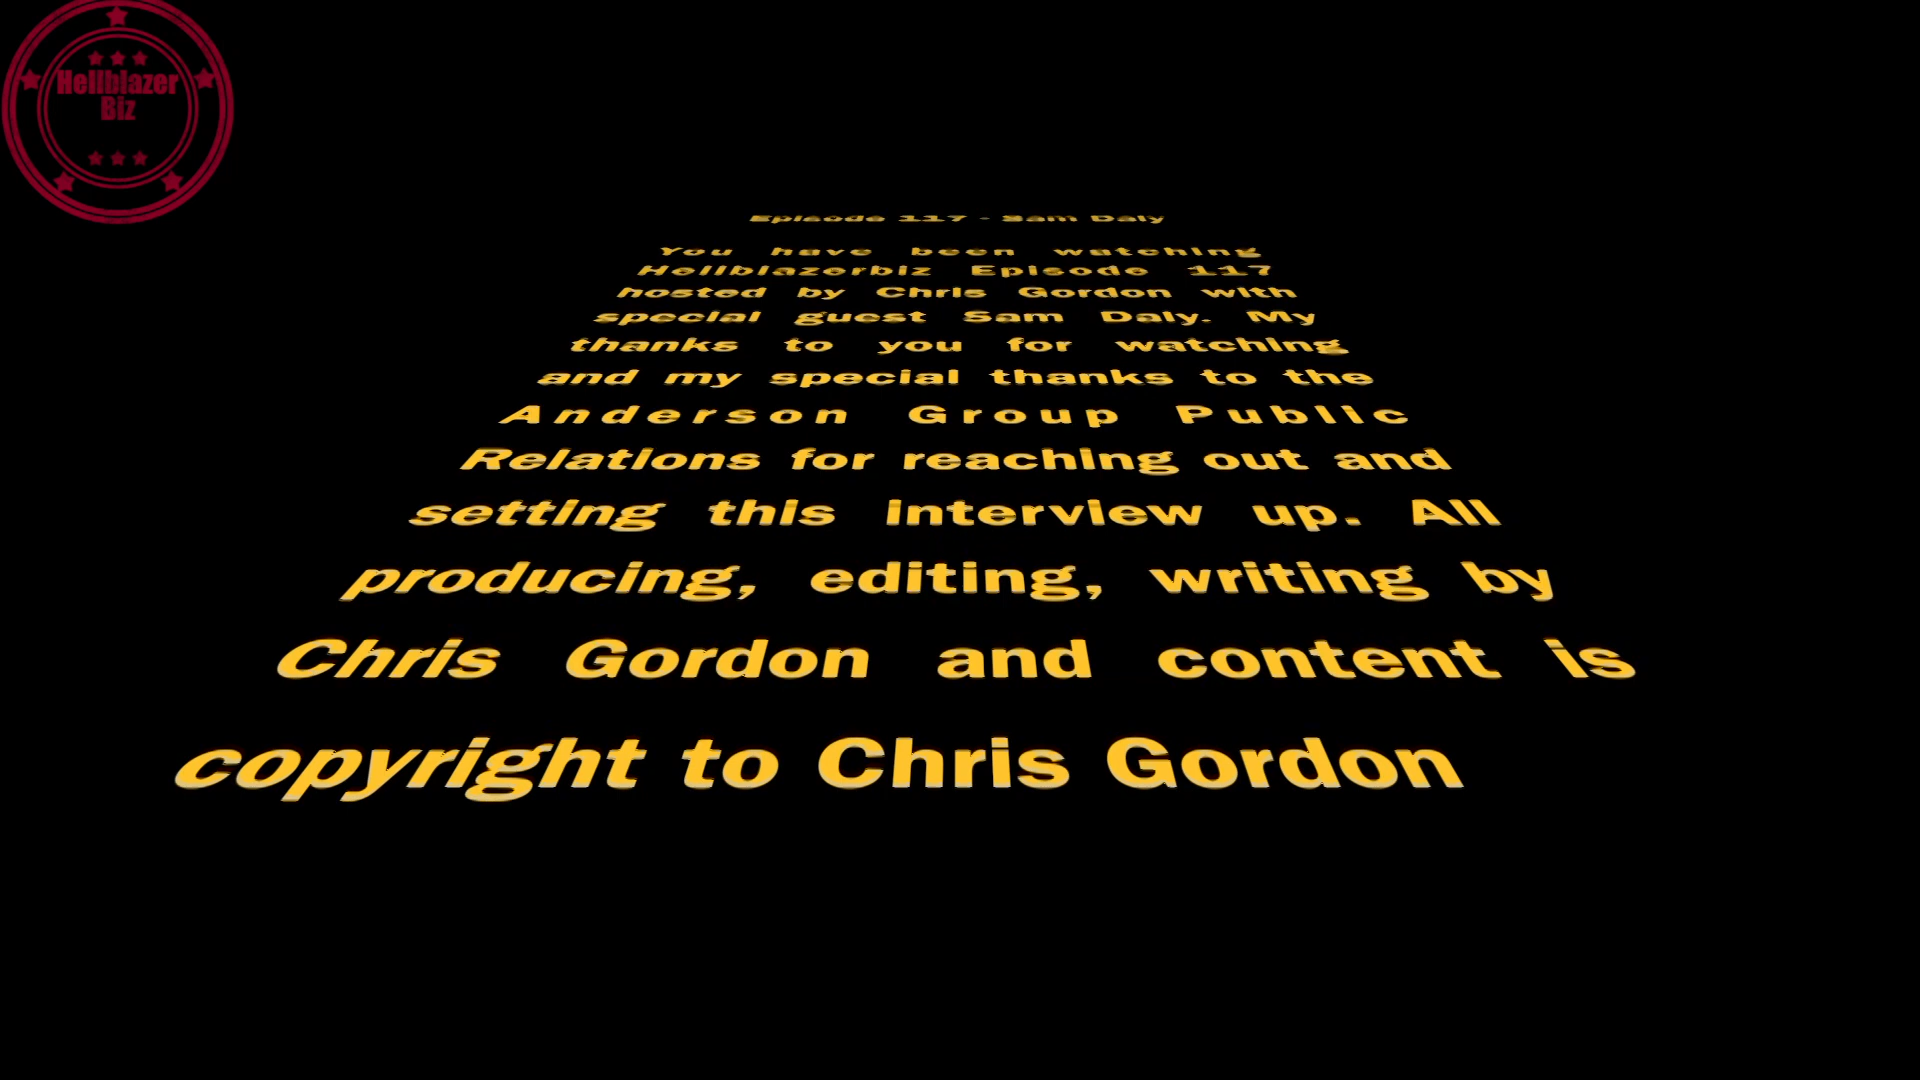 Hellblazer
Biz
Episode 117 - Sam Daly
You have been watching
Hellblazerbiz Episode 117
hosted by Chris Gordon with
special guest Sam Daly. My
thanks to you for watching
and my special thanks to the
Anderson Group Public
Relations for reaching out and
setting this interview up. All
producing, editing, writing by
Chris Gordon and content is
copyright to Chris Gordon